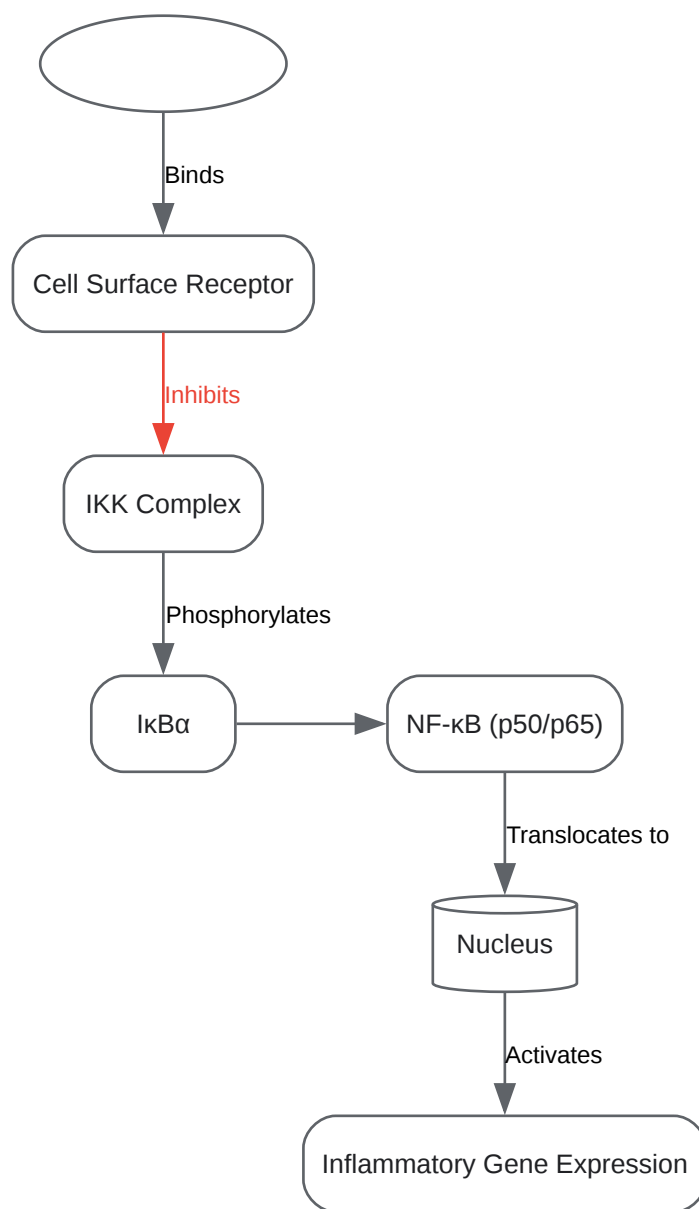 Binds
Cell Surface Receptor
Inhibits
IKK Complex
Phosphorylates
IκBα
NF-κB (p50/p65)
Translocates to
Nucleus
Activates
Inflammatory Gene Expression